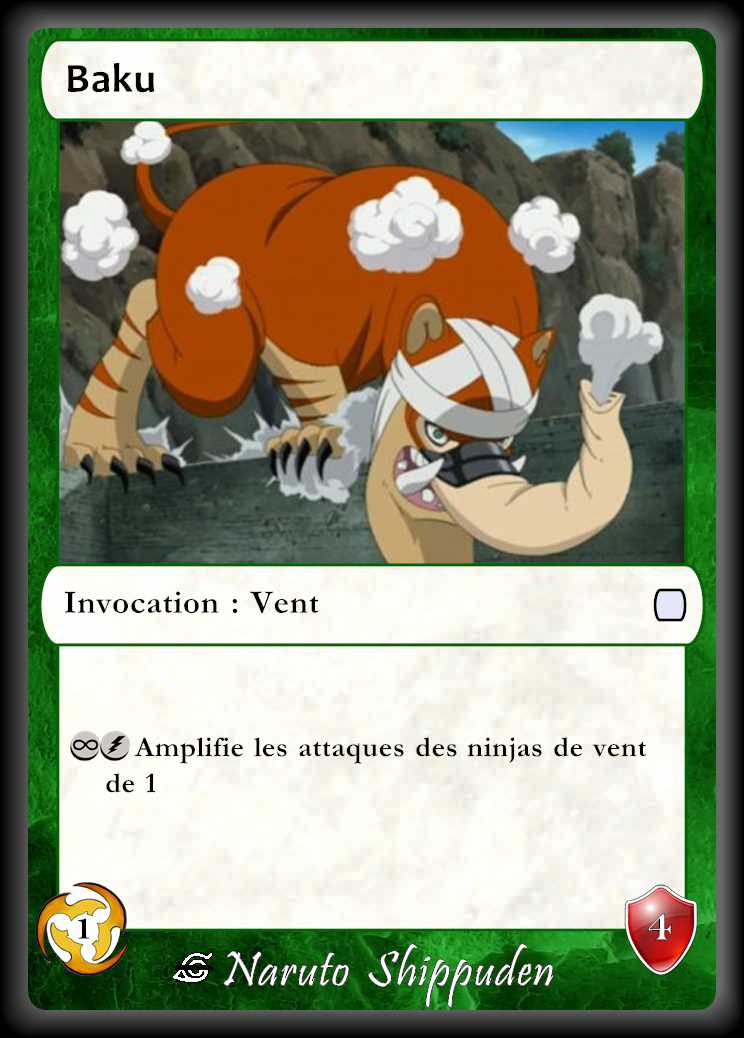 Baku
Invocation : Vent
∞ Amplifie les attaques des ninjas de vent
de 1
1
4
Naruto Shippuden